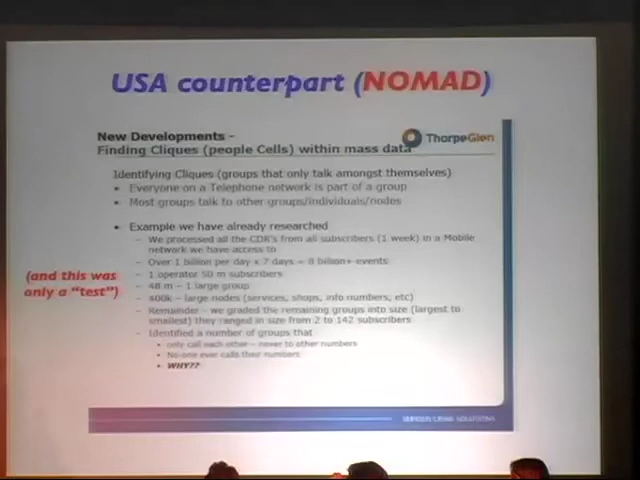 USA counterpart (NOMAD)
New Developments –
Finding Cliques (people Cells) within mass data
ThorpeGlen
Identifying Cliques (groups that only talk amongst themselves)
• Everyone on a Telephone network is part of a group
• Most groups talk to other groups/individuals/nodes
• Example we have already researched
– We processed all the CDR's from all subscribers (1 week) in a Mobile
network we have access to
– Over 1 billion per day x 7 days = 8 billion+ events
– 1 operator 50 m subscribers
– 48 m – 1 large group
– 400k – large nodes (services, shops, info numbers, etc)
– Remainder – we graded the remaining groups into size (largest to
smallest) they ranged in size from 2 to 142 subscribers
– Identified a number of groups that
• only call each other – never to other numbers
• No-one ever calls their numbers
• WHY??
(and this was
only a "test")
SERIOUS CRIME SOLUTIONS